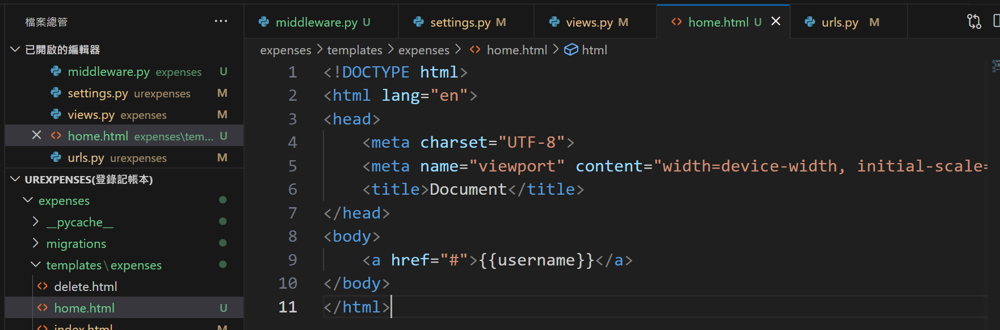 檔案總管 ···
已開啟的編輯器
middleware.py expenses U
settings.py urexpenses M
views.py expenses M
home.html expenses\tem... U
urls.py urexpenses M
UREXPENSES(登錄記帳本)
expenses
__pycache__
migrations
templates\expenses
delete.html
home.html U
index.html M
middleware.py U settings.py M views.py M home.html U urls.py M
expenses > templates > expenses > home.html > html
1 <!DOCTYPE html>
2 <html lang="en">
3 <head>
4 <meta charset="UTF-8">
5 <meta name="viewport" content="width=device-width, initial-scale=
6 <title>Document</title>
7 </head>
8 <body>
9 <a href="#">{{username}}</a>
10 </body>
11 </html>